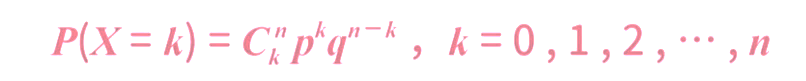 P(X = k) = C_k^n p^k q^{n-k} , k = 0 , 1 , 2 , ⋯ , n